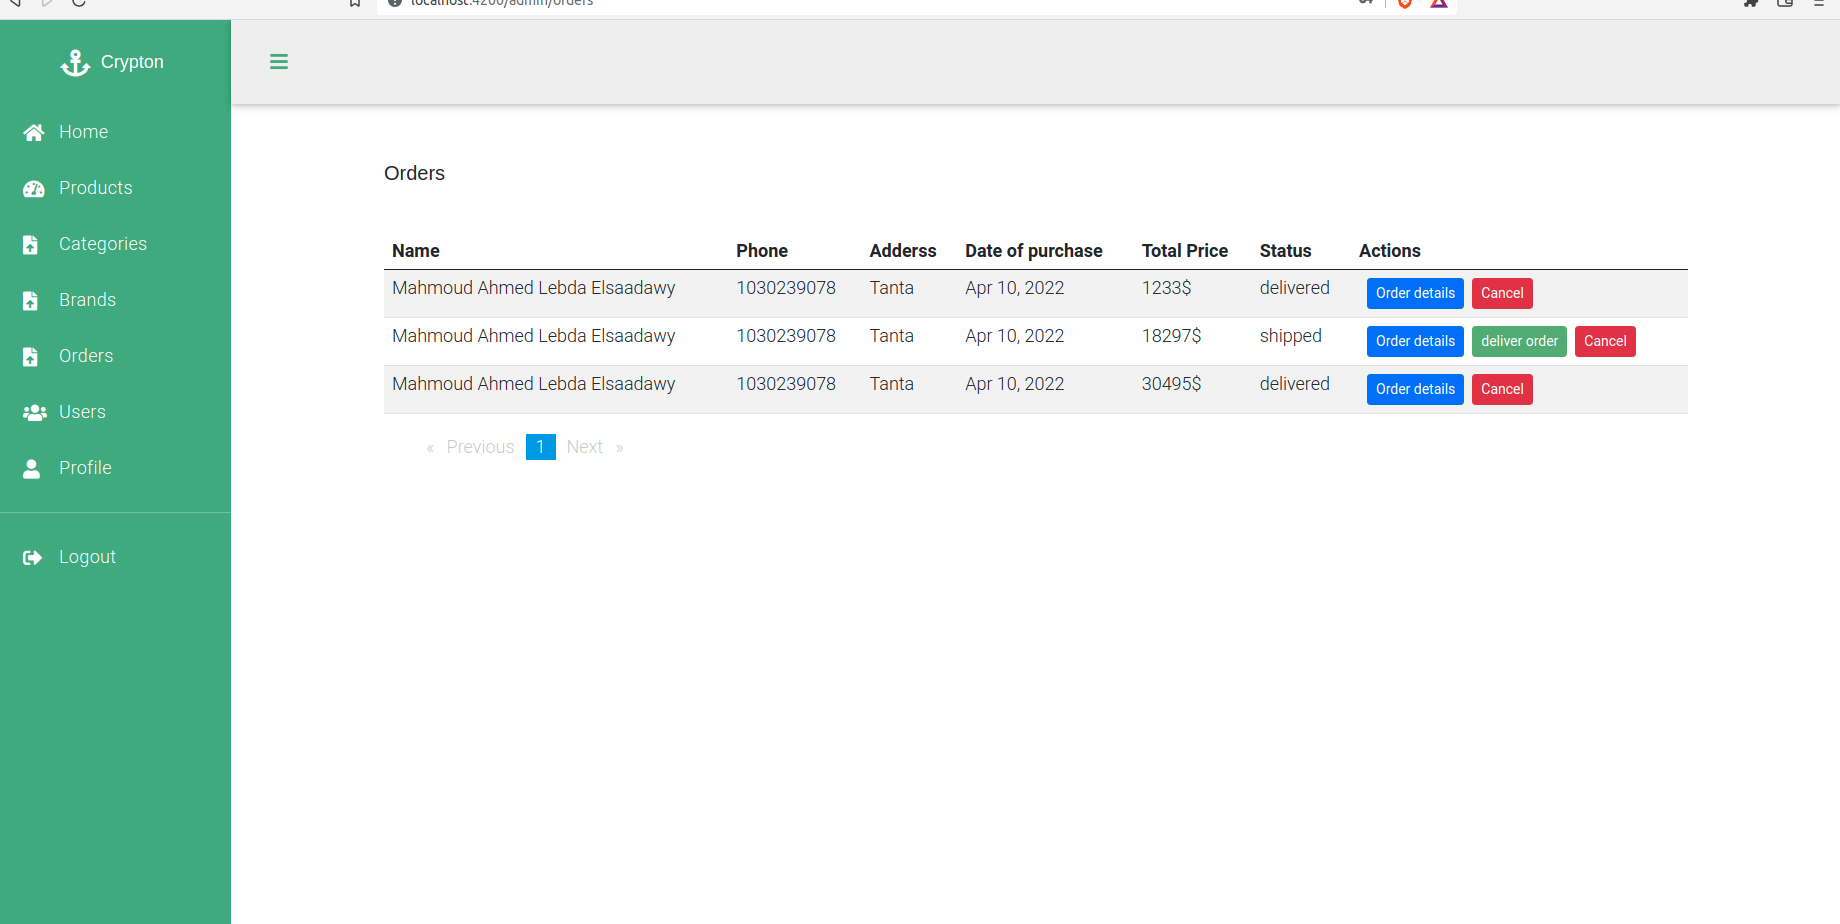 localhost:4200/admin/orders
Crypton
Home
Products
Categories
Brands
Orders
Users
Profile
Logout
Orders
Name Phone Adderss Date of purchase Total Price Status Actions
Mahmoud Ahmed Lebda Elsaadawy 1030239078 Tanta Apr 10, 2022 1233$ delivered Order details Cancel
Mahmoud Ahmed Lebda Elsaadawy 1030239078 Tanta Apr 10, 2022 18297$ shipped Order details deliver order Cancel
Mahmoud Ahmed Lebda Elsaadawy 1030239078 Tanta Apr 10, 2022 30495$ delivered Order details Cancel
« Previous 1 Next »